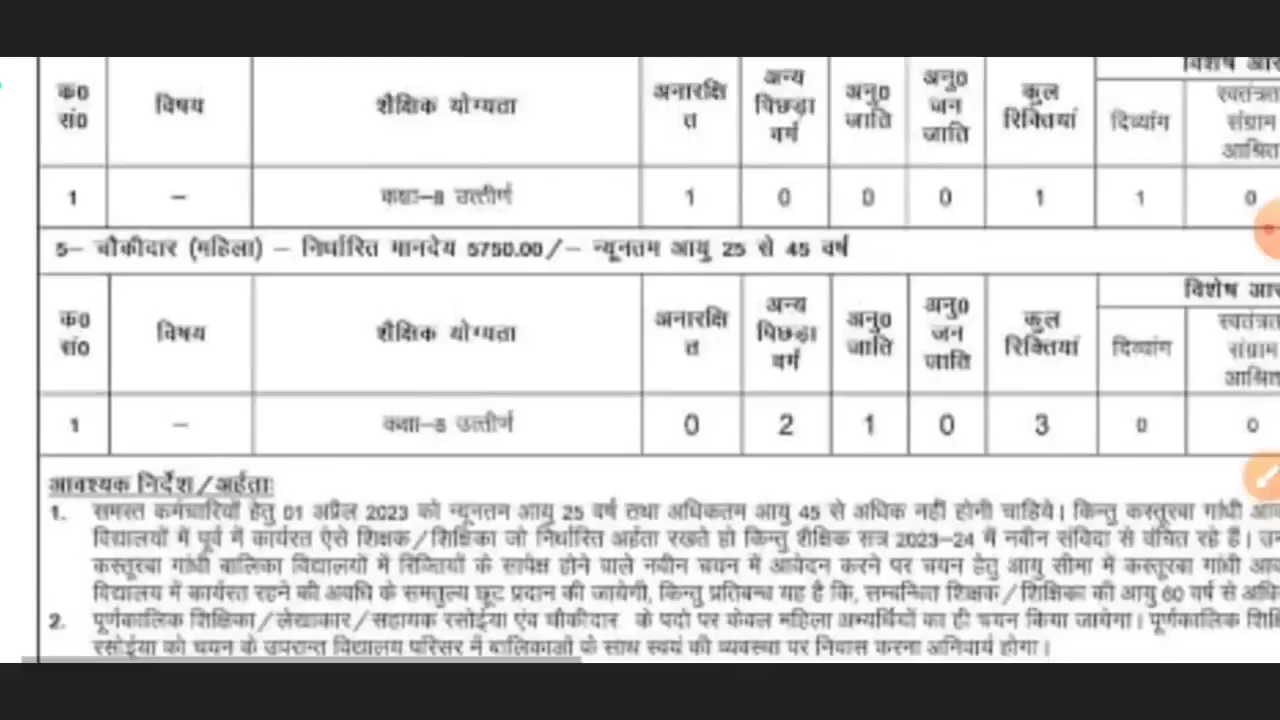 विशेष आर
क0 सं0 विषय शैक्षिक योग्यता अनारक्षित अन्य पिछड़ा वर्ग अनु0 जाति अनु0 जन जाति कुल रिक्तियां दिव्यांग स्वतंत्रत संग्राम आश्रित
1 – कक्षा–8 उत्तीर्ण 1 0 0 0 1 1 0
5– चौकीदार (महिला) – निर्धारित मानदेय 5750.00/– न्यूनतम आयु 25 से 45 वर्ष
विशेष आर
क0 सं0 विषय शैक्षिक योग्यता अनारक्षित अन्य पिछड़ा वर्ग अनु0 जाति अनु0 जन जाति कुल रिक्तियां दिव्यांग स्वतंत्रत संग्राम आश्रित
1 – कक्षा–8 उत्तीर्ण 0 2 1 0 3 0 0
आवश्यक निर्देश/अर्हताः
1. समस्त कर्मचारियों हेतु 01 अप्रैल 2023 को न्यूनतम आयु 25 वर्ष तथा अधिकतम आयु 45 से अधिक नहीं होनी चाहिये। किन्तु कस्तूरबा गांधी आव
विद्यालयों में पूर्व में कार्यरत ऐसे शिक्षक/शिक्षिका जो निर्धारित अर्हता रखते हो किन्तु शैक्षिक सत्र 2023–24 में नवीन संविदा से वंचित रहे हैं। उन
कस्तूरबा गांधी बालिका विद्यालयों में रिक्तियों के सापेक्ष होने वाले नवीन चयन में आवेदन करने पर चयन हेतु आयु सीमा में कस्तूरबा गांधी आव
विद्यालय में कार्यरत रहने की अवधि के समतुल्य छूट प्रदान की जायेगी, किन्तु प्रतिबन्ध यह है कि, सम्बन्धित शिक्षक/शिक्षिका की आयु 60 वर्ष से अधि
2. पूर्णकालिक शिक्षिका/लेखाकार/सहायक रसोईया एंव चौकीदार के पदो पर केवल महिला अभ्यर्थियों का ही चयन किया जायेगा। पूर्णकालिक शिक्षि
रसोईया को चयन के उपरान्त विद्यालय परिसर में बालिकाओं के साथ स्वयं की व्यवस्था पर निवास करना अनिवार्य होगा।